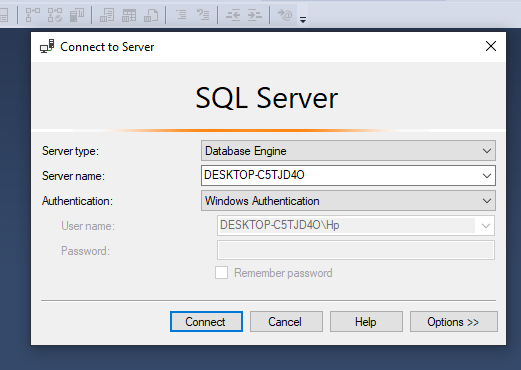 Connect to Server
SQL Server
Server type: Database Engine
Server name: DESKTOP-C5TJD4O
Authentication: Windows Authentication
User name: DESKTOP-C5TJD4O\Hp
Password:
Remember password
Connect Cancel Help Options >>